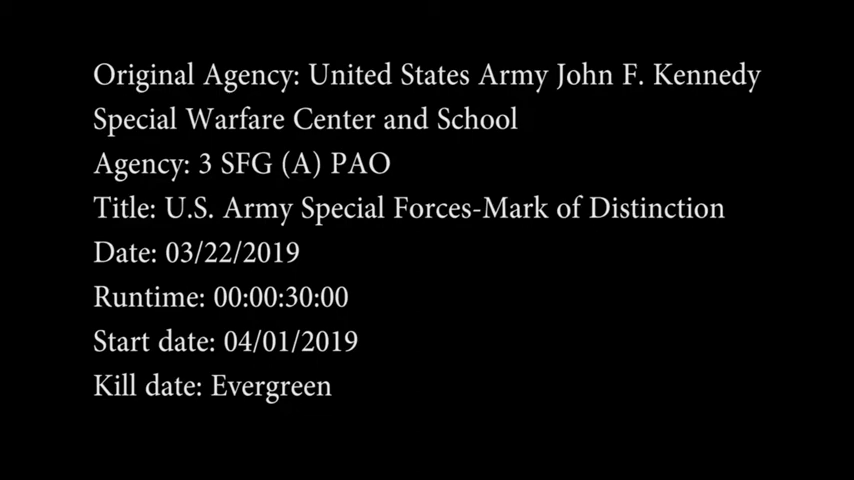 Original Agency: United States Army John F. Kennedy
Special Warfare Center and School
Agency: 3 SFG (A) PAO
Title: U.S. Army Special Forces-Mark of Distinction
Date: 03/22/2019
Runtime: 00:00:30:00
Start date: 04/01/2019
Kill date: Evergreen